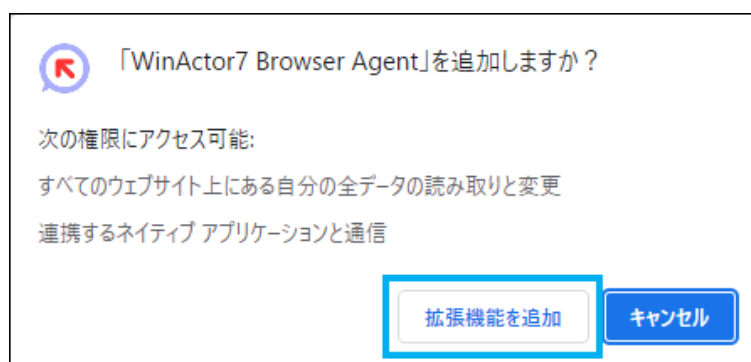 「WinActor7 Browser Agent」を追加しますか？
次の権限にアクセス可能:
すべてのウェブサイト上にある自分の全データの読み取りと変更
連携するネイティブ アプリケーションと通信
拡張機能を追加
キャンセル